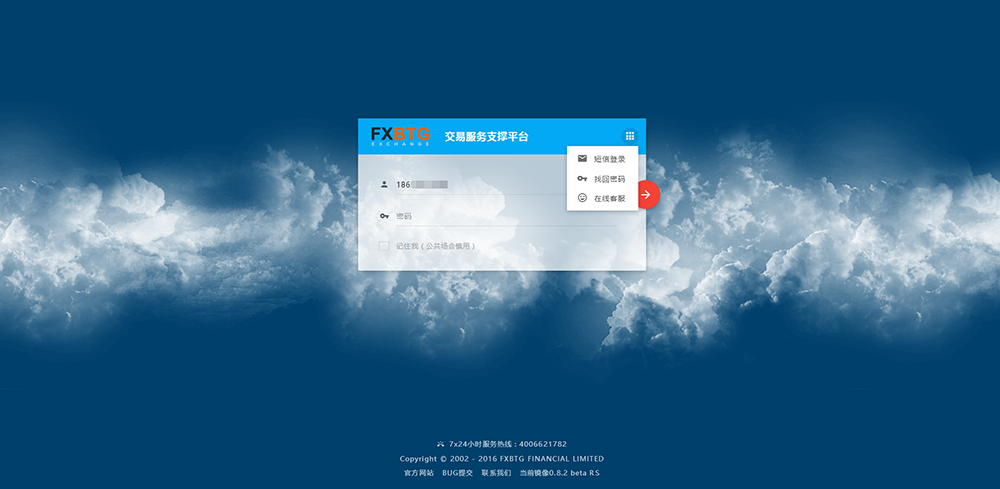 FXBTG 交易服务支撑平台
EXCHANGE
短信登录
找回密码
在线客服
186
密码
记住我（公共场合慎用）
7x24小时服务热线：4006621782
Copyright © 2002 - 2016 FXBTG FINANCIAL LIMITED
官方网站 BUG提交 联系我们 当前镜像0.8.2 beta RS